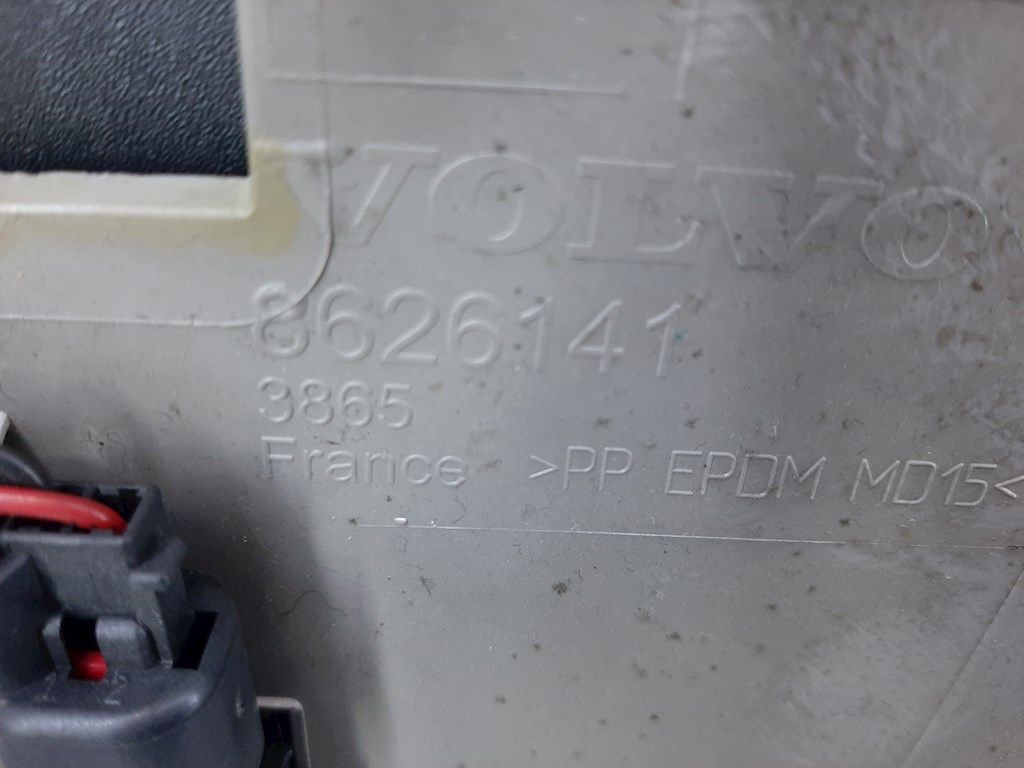 VOLVO
8626141
3865
France >PP EPDM MD15<